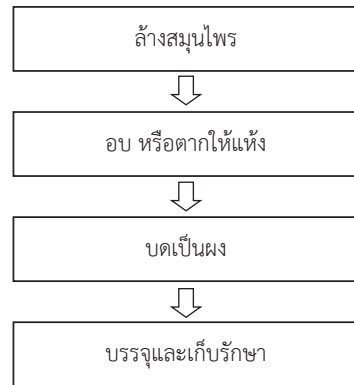 ล้างสมุนไพร
อบ หรือตากให้แห้ง
บดเป็นผง
บรรจุและเก็บรักษา